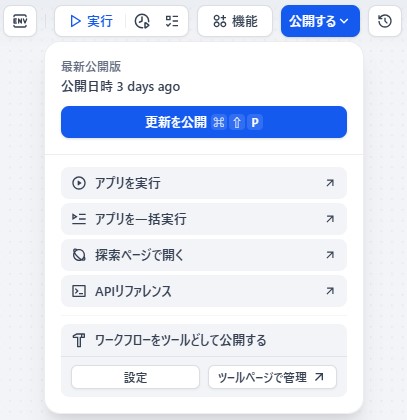 ENV
実行
機能
公開する
最新公開版
公開日時 3 days ago
更新を公開 ⌘ ⇧ P
アプリを実行
アプリを一括実行
探索ページで開く
APIリファレンス
ワークフローをツールどして公開する
設定
ツールページで管理